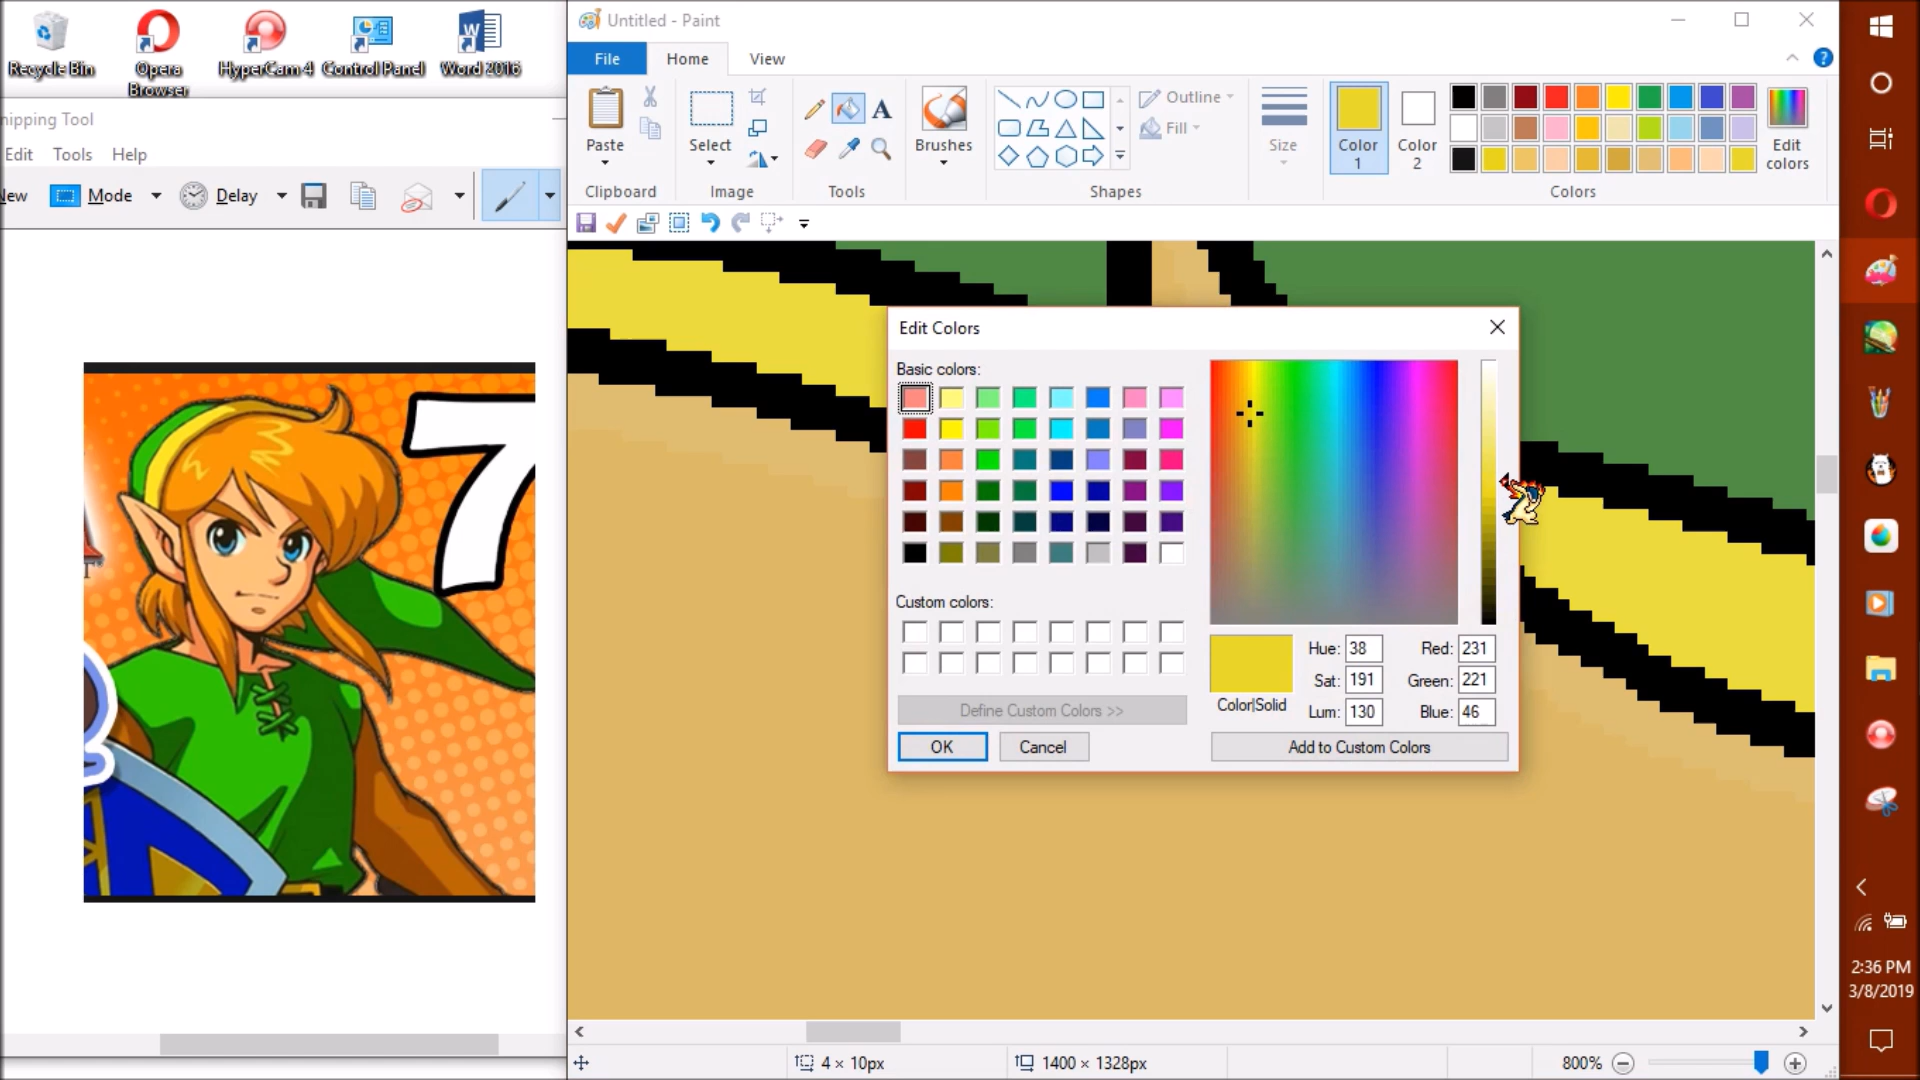 Recycle Bin
Opera Browser
HyperCam 4
Control Panel
Word 2016
nipping Tool
Edit Tools Help
New Mode Delay
7
Untitled - Paint
File Home View
Paste
Select
Brushes
Outline
Fill
Size
Color 1
Color 2
Edit colors
Clipboard Image Tools Shapes Colors
Edit Colors
Basic colors:
Custom colors:
Define Custom Colors >>
OK Cancel
Color|Solid
Hue: 38 Red: 231
Sat: 191 Green: 221
Lum: 130 Blue: 46
Add to Custom Colors
4 × 10px
1400 × 1328px
800%
2:36 PM
3/8/2019